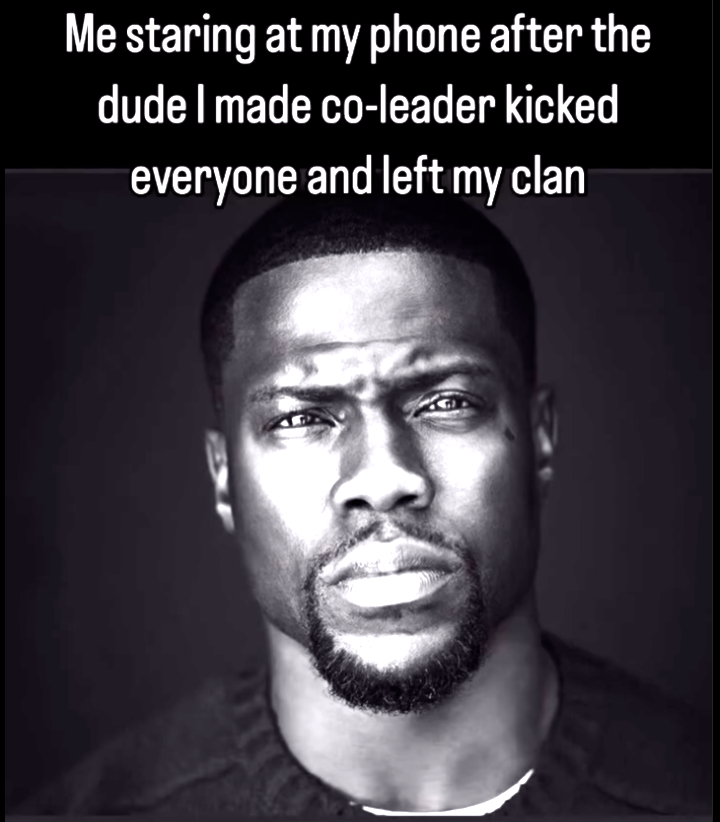 Me staring at my phone after the
dude I made co-leader kicked
everyone and left my clan